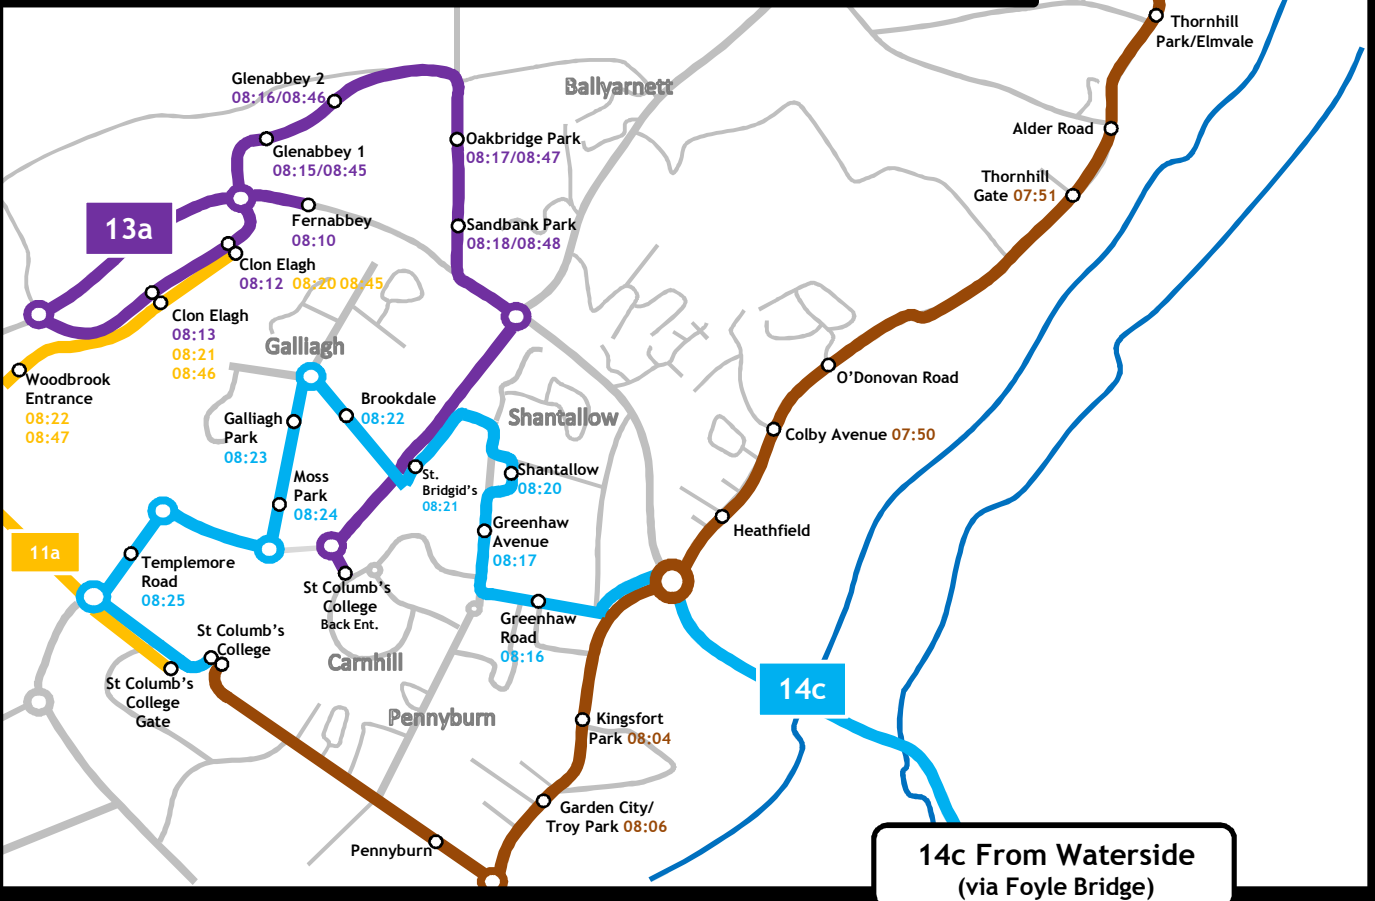 Thornhill
Park/Elmvale
Glenabbey 2
08:16/08:46
Ballyarnett
Alder Road
Oakbridge Park
08:17/08:47
Glenabbey 1
08:15/08:45
Thornhill
Gate 07:51
13a
Fernabbey
08:10
Sandbank Park
08:18/08:48
Clon Elagh
08:12 08:20 08:45
Clon Elagh
08:13
08:21
08:46
Galliagh
Woodbrook
Entrance
08:22
08:47
O'Donovan Road
Brookdale
08:22
Galliagh
Park
08:23
Shantallow
Colby Avenue 07:50
St.
Bridgid's
08:21
Shantallow
08:20
Moss
Park
08:24
Greenhaw
Avenue
08:17
Heathfield
11a
Templemore
Road
08:25
St Columb's
College
Back Ent.
Greenhaw
Road
08:16
St Columb's
College
Carnhill
St Columb's
College
Gate
14c
Pennyburn
Kingsfort
Park 08:04
Garden City/
Troy Park 08:06
Pennyburn
14c From Waterside
(via Foyle Bridge)